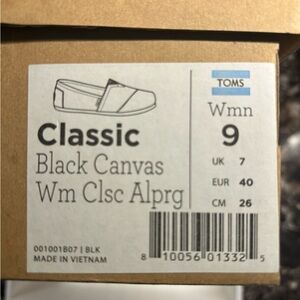 TOMS
Wmn
9
UK 7
EUR 40
CM 26
Classic
Black Canvas
Wm Clsc Alprg
001001B07 | BLK
MADE IN VIETNAM
8 10056 01332 5